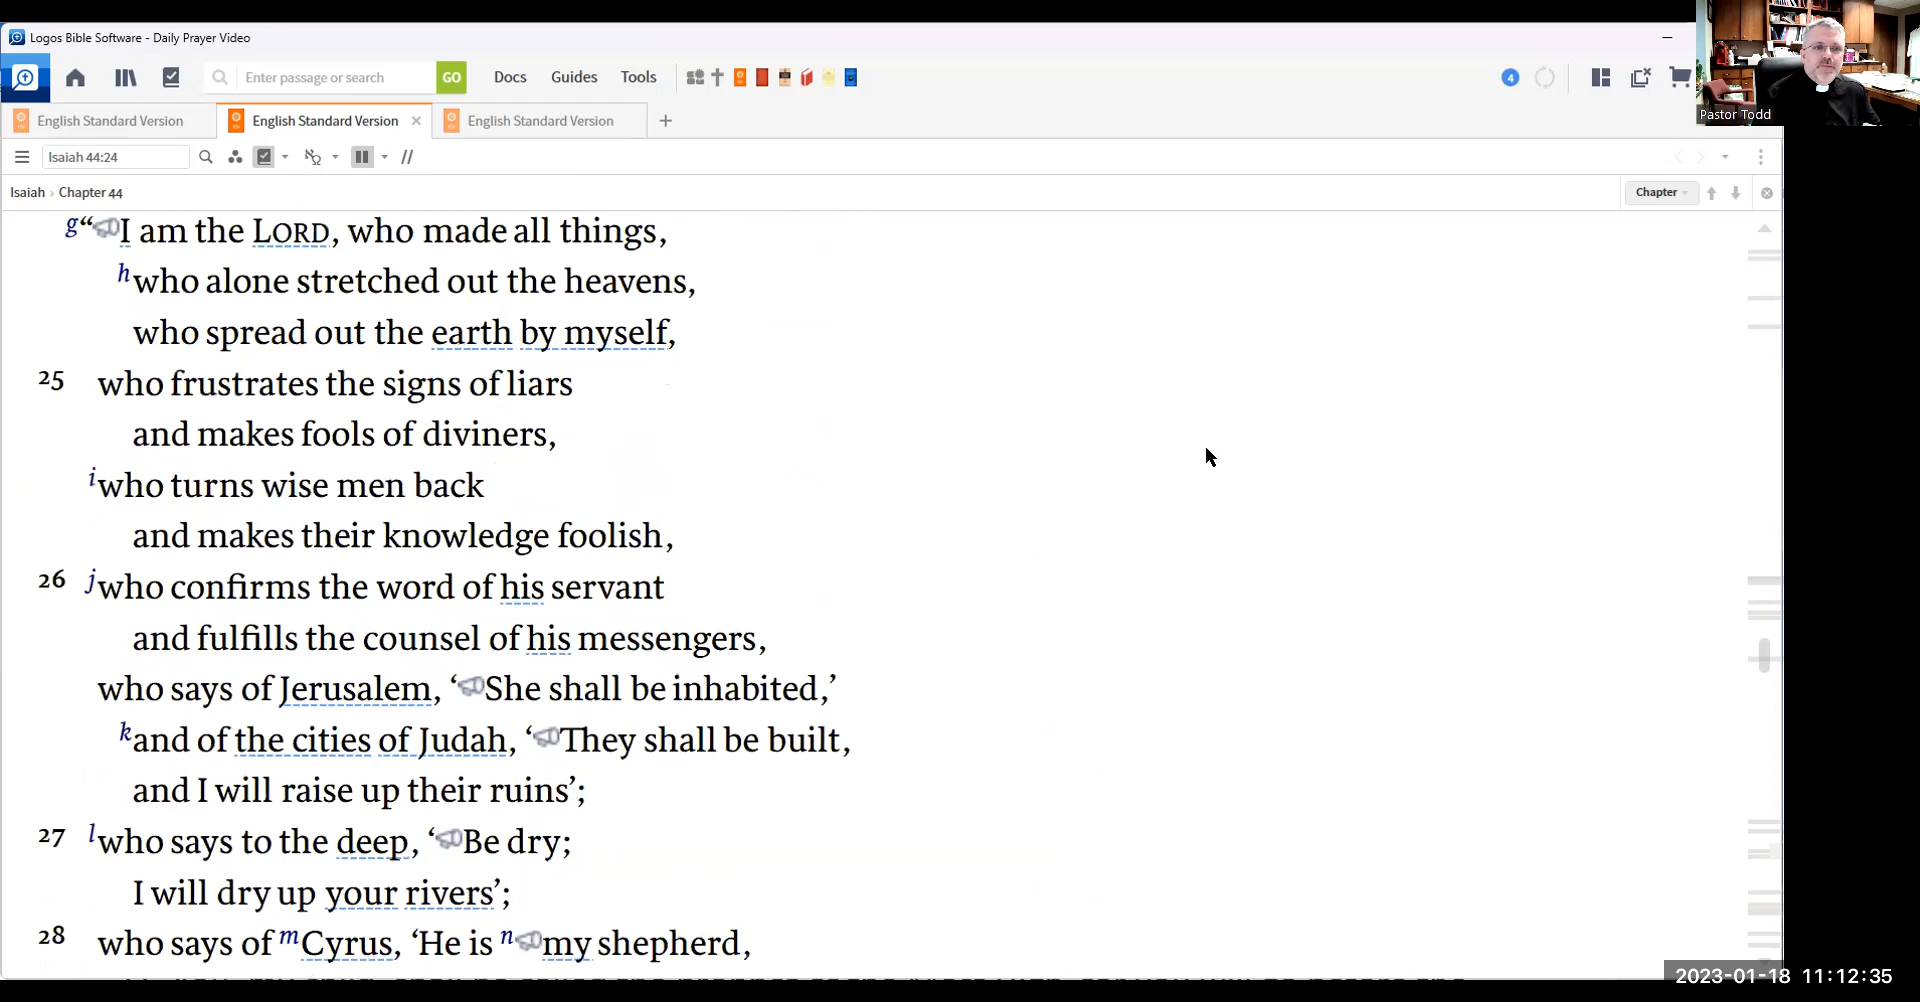 Logos Bible Software - Daily Prayer Video
Enter passage or search GO Docs Guides Tools 4
English Standard Version English Standard Version English Standard Version
Isaiah 44:24
Isaiah › Chapter 44 Chapter
Pastor Todd
g“I am the LORD, who made all things,
h who alone stretched out the heavens,
who spread out the earth by myself,
25 who frustrates the signs of liars
and makes fools of diviners,
i who turns wise men back
and makes their knowledge foolish,
26 j who confirms the word of his servant
and fulfills the counsel of his messengers,
who says of Jerusalem, ‘She shall be inhabited,’
k and of the cities of Judah, ‘They shall be built,
and I will raise up their ruins’;
27 l who says to the deep, ‘Be dry;
I will dry up your rivers’;
28 who says of m Cyrus, ‘He is n my shepherd,
2023-01-18 11:12:35